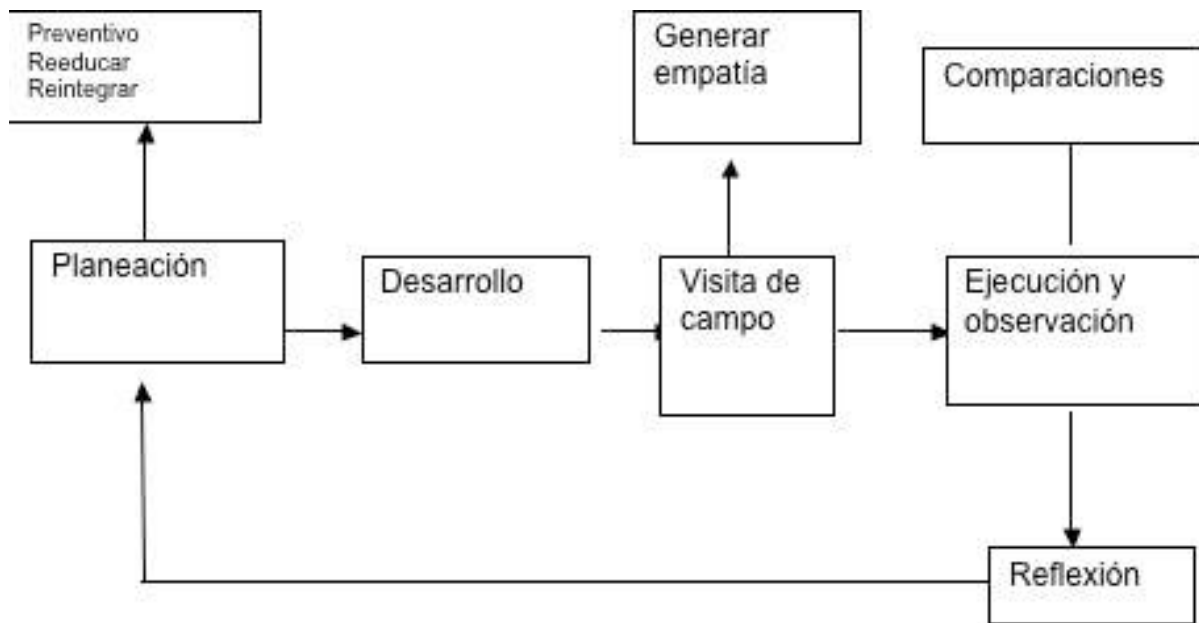 Preventivo
Reeducar
Reintegrar
Generar
empatía
Comparaciones
Planeación
Desarrollo
Visita de
campo
Ejecución y
observación
Reflexión